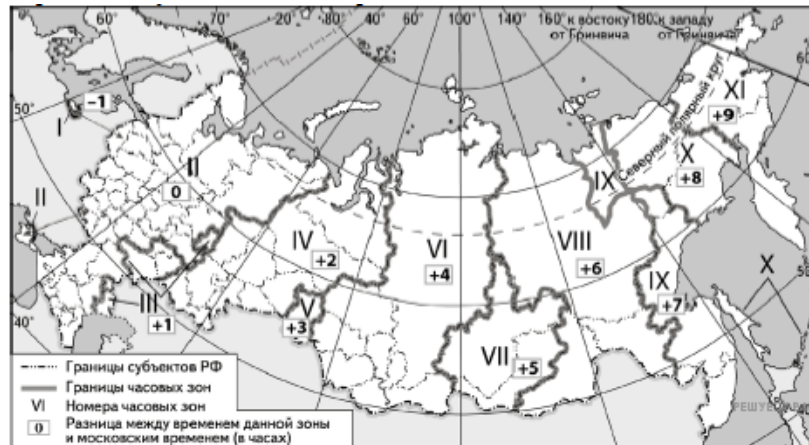 60°
20°
40°
60°
80°
100°
120°
140°
160° к востоку
от Гринвича
180° к западу
от Гринвича
60°
50°
–1
I
II
0
Северный полярный круг
XI
+9
IX
X
+8
II
IV
+2
VI
+4
VIII
+6
IX
+7
X
50°
III
+1
V
+3
VII
+5
40°
Границы субъектов РФ
Границы часовых зон
VI Номера часовых зон
0 Разница между временем данной зоны
и московским временем (в часах)